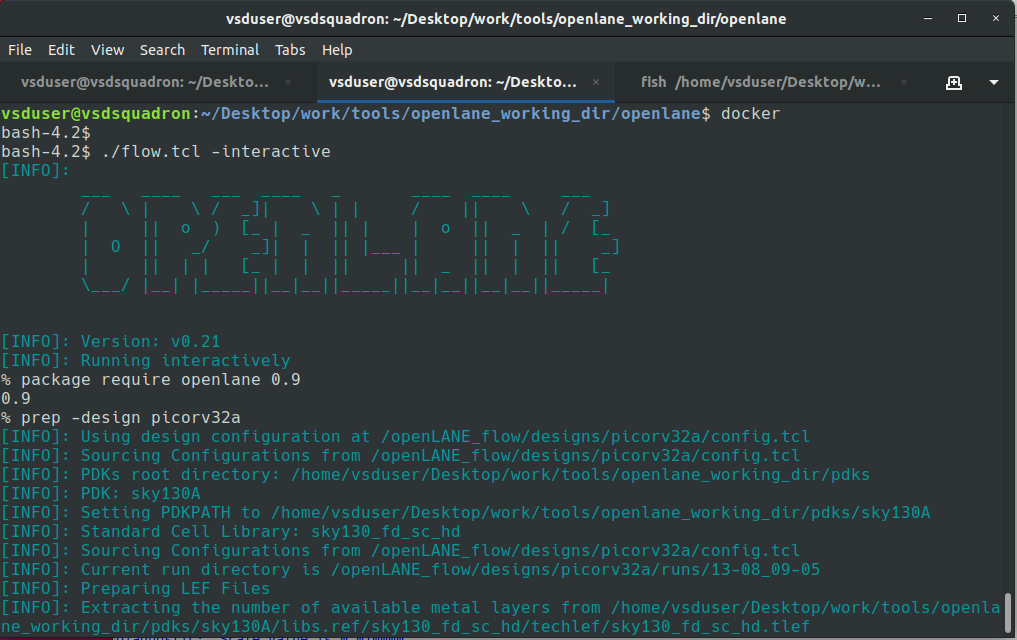 vsduser@vsdsquadron: ~/Desktop/work/tools/openlane_working_dir/openlane
File Edit View Search Terminal Tabs Help
vsduser@vsdsquadron: ~/Deskto... × vsduser@vsdsquadron: ~/Deskto... × fish /home/vsduser/Desktop/w... ×
vsduser@vsdsquadron:~/Desktop/work/tools/openlane_working_dir/openlane$ docker
bash-4.2$
bash-4.2$ ./flow.tcl -interactive
[INFO]:
OPENLANE
[INFO]: Version: v0.21
[INFO]: Running interactively
% package require openlane 0.9
0.9
% prep -design picorv32a
[INFO]: Using design configuration at /openLANE_flow/designs/picorv32a/config.tcl
[INFO]: Sourcing Configurations from /openLANE_flow/designs/picorv32a/config.tcl
[INFO]: PDKs root directory: /home/vsduser/Desktop/work/tools/openlane_working_dir/pdks
[INFO]: PDK: sky130A
[INFO]: Setting PDKPATH to /home/vsduser/Desktop/work/tools/openlane_working_dir/pdks/sky130A
[INFO]: Standard Cell Library: sky130_fd_sc_hd
[INFO]: Sourcing Configurations from /openLANE_flow/designs/picorv32a/config.tcl
[INFO]: Current run directory is /openLANE_flow/designs/picorv32a/runs/13-08_09-05
[INFO]: Preparing LEF Files
[INFO]: Extracting the number of available metal layers from /home/vsduser/Desktop/work/tools/openla
ne_working_dir/pdks/sky130A/libs.ref/sky130_fd_sc_hd/techlef/sky130_fd_sc_hd.tlef